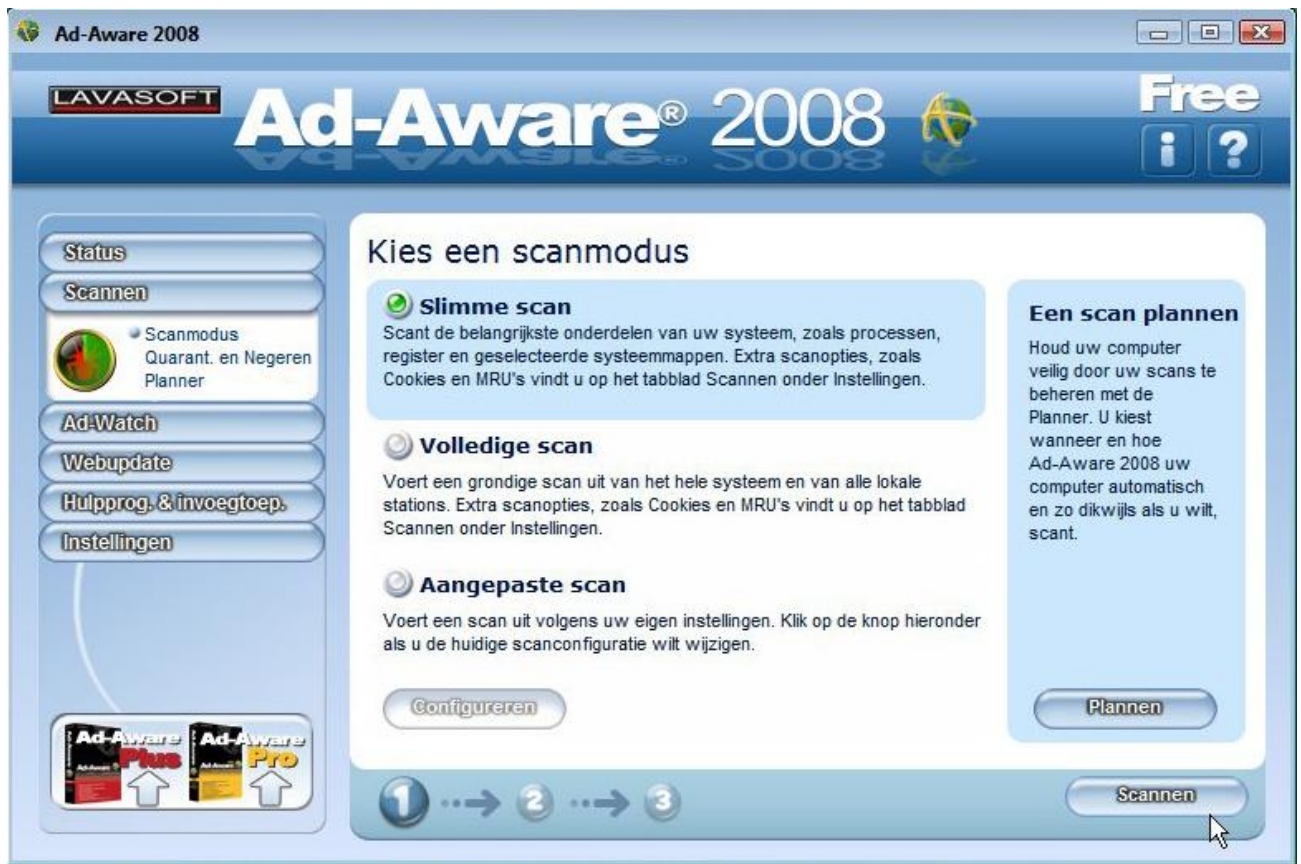 Ad-Aware 2008
LAVASOFT
Ad-Aware® 2008
Free
i ?
Status
Scannen
Scanmodus
Quarant. en Negeren
Planner
Ad-Watch
Webupdate
Hulpprog. & invoegtoep.
Instellingen
Ad-Aware
Plus
Ad-Aware
Pro
Kies een scanmodus
Slimme scan
Scant de belangrijkste onderdelen van uw systeem, zoals processen,
register en geselecteerde systeemmappen. Extra scanopties, zoals
Cookies en MRU's vindt u op het tabblad Scannen onder Instellingen.
Volledige scan
Voert een grondige scan uit van het hele systeem en van alle lokale
stations. Extra scanopties, zoals Cookies en MRU's vindt u op het tabblad
Scannen onder Instellingen.
Aangepaste scan
Voert een scan uit volgens uw eigen instellingen. Klik op de knop hieronder
als u de huidige scanconfiguratie wilt wijzigen.
Configureren
Een scan plannen
Houd uw computer
veilig door uw scans te
beheren met de
Planner. U kiest
wanneer en hoe
Ad-Aware 2008 uw
computer automatisch
en zo dikwijls als u wilt,
scant.
Plannen
1 2 3
Scannen